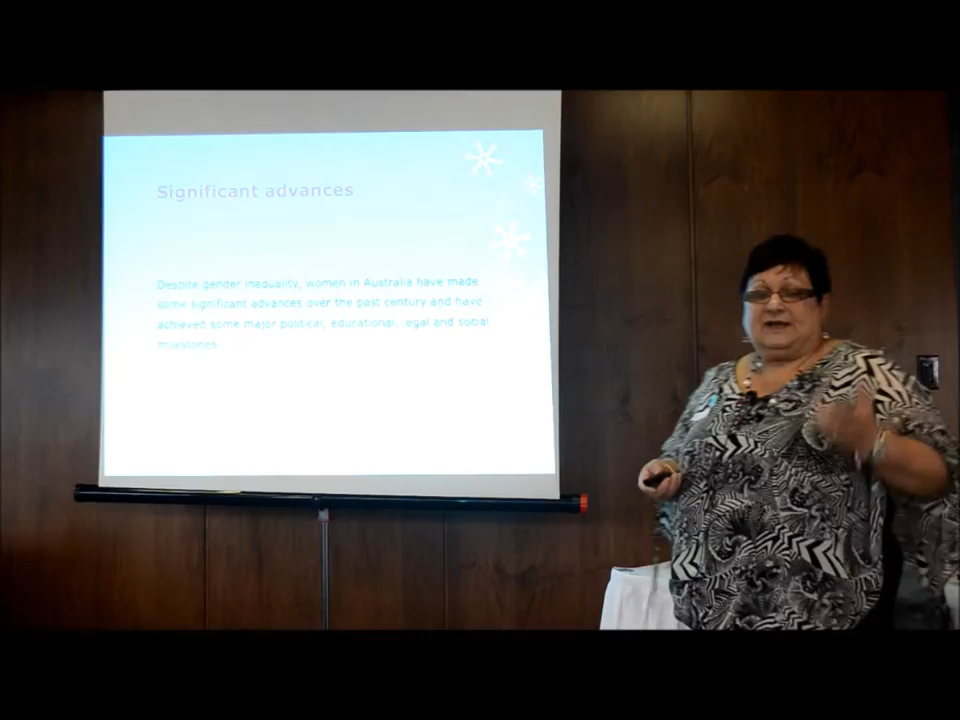 Significant advances
Despite gender inequality, women in Australia have made
some significant advances over the past century and have
achieved some major political, educational, legal and social
milestones.